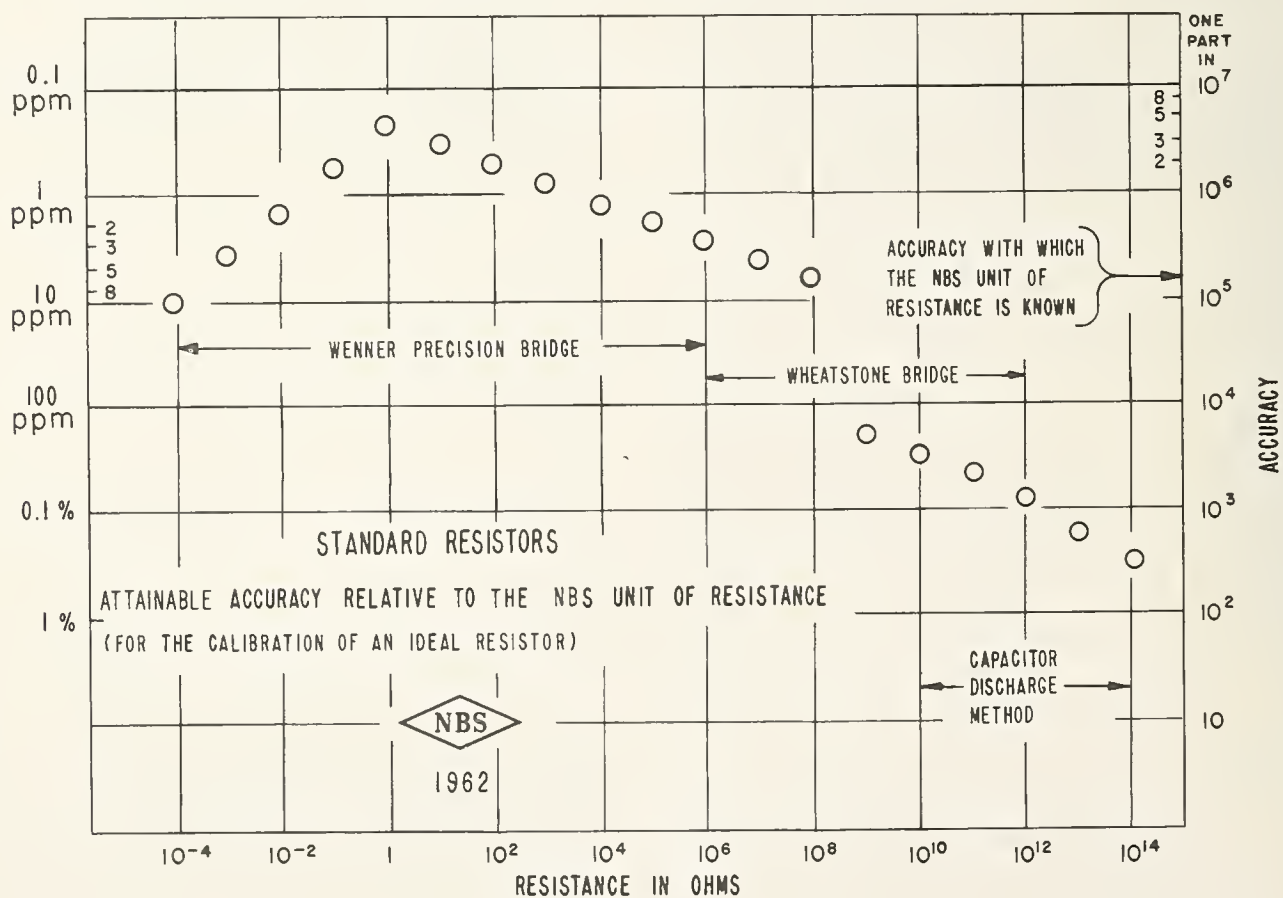 ONE
PART
IN
0.1
ppm
10⁷
8
5
3
2
1
ppm
10⁶
2
3
5
8
ACCURACY WITH WHICH
THE NBS UNIT OF
RESISTANCE IS KNOWN
10
ppm
10⁵
WENNER PRECISION BRIDGE
WHEATSTONE BRIDGE
100
ppm
10⁴
ACCURACY
0.1 %
10³
STANDARD RESISTORS
ATTAINABLE ACCURACY RELATIVE TO THE NBS UNIT OF RESISTANCE
(FOR THE CALIBRATION OF AN IDEAL RESISTOR)
1 %
10²
CAPACITOR
DISCHARGE
METHOD
10
NBS
1962
10⁻⁴ 10⁻² 1 10² 10⁴ 10⁶ 10⁸ 10¹⁰ 10¹² 10¹⁴
RESISTANCE IN OHMS